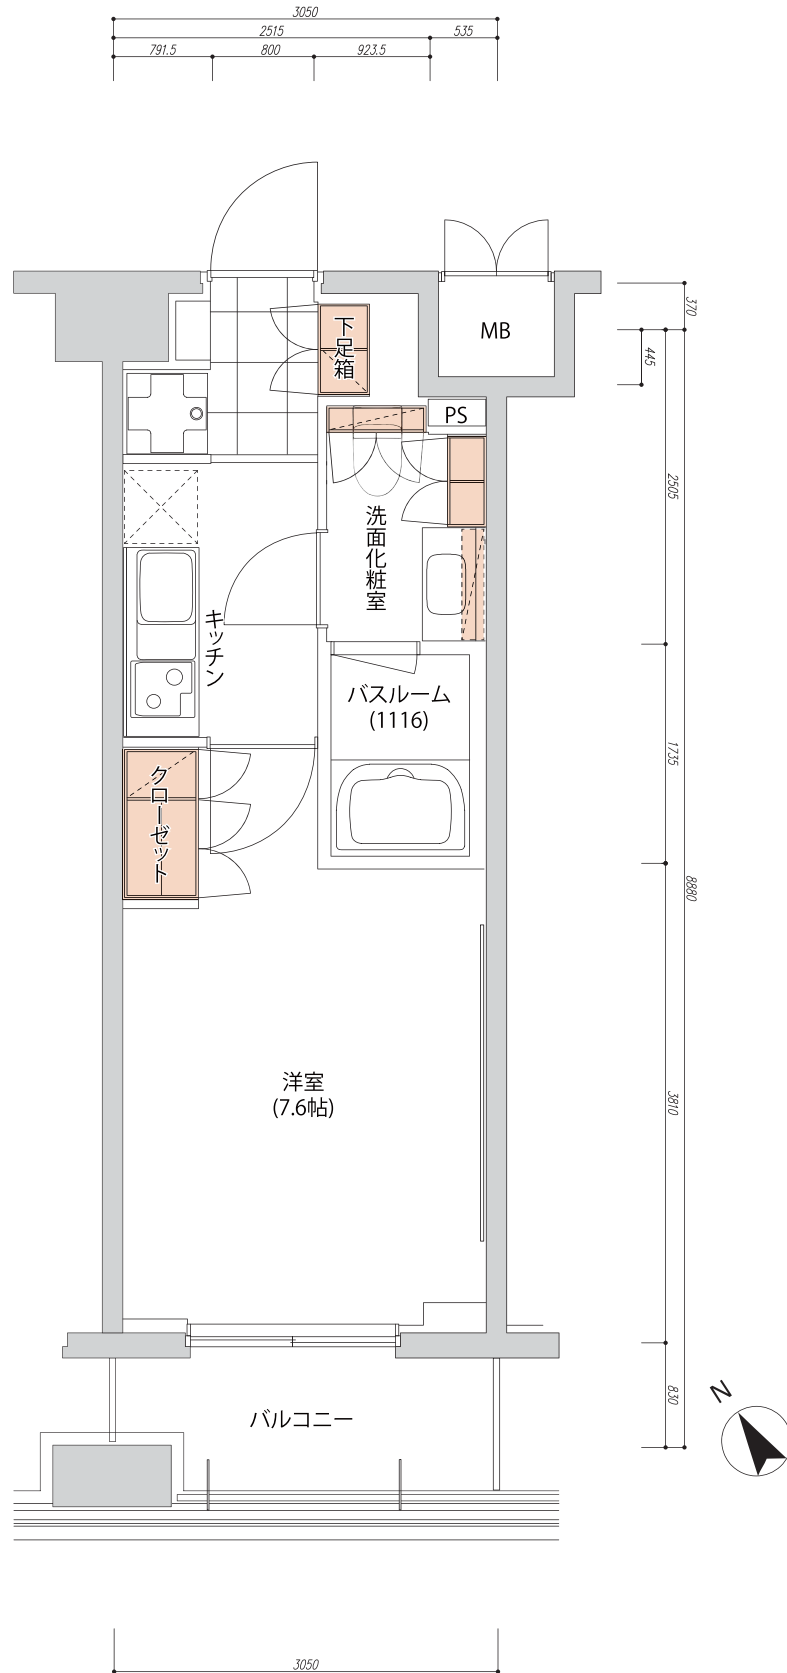 3050
2515
535
791.5
800
923.5
370
445
MB
下足箱
PS
2505
洗面化粧室
キッチン
バスルーム
(1116)
1735
クローゼット
8880
洋室
(7.6帖)
3810
バルコニー
830
N
3050